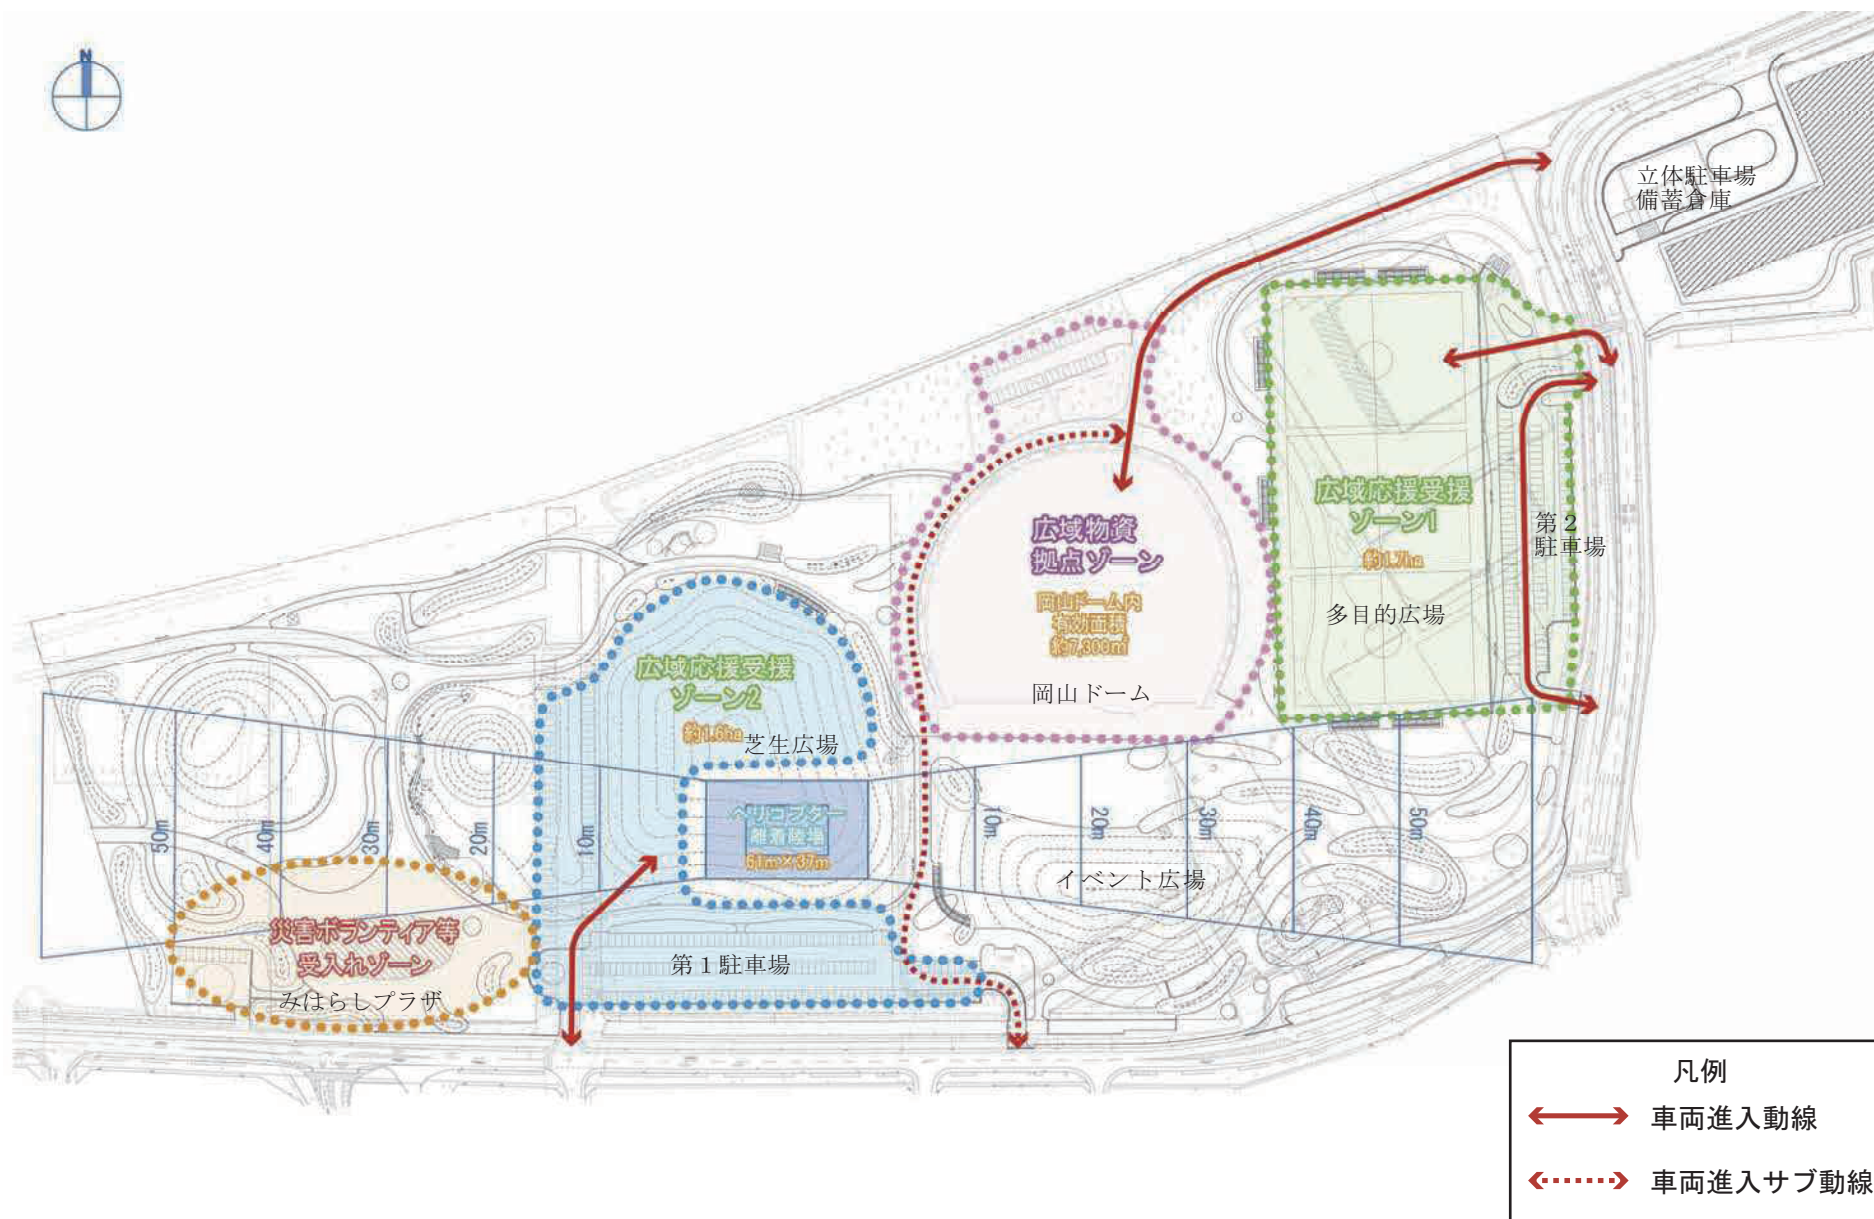 N
立体駐車場
備蓄倉庫
広域応援受援
ゾーン1
約1.7ha
第２
駐車場
多目的広場
広域物資
拠点ゾーン
岡山ドーム内
有効面積
約7,300㎡
岡山ドーム
広域応援受援
ゾーン2
約1.6ha
芝生広場
ヘリコプター
離着陸場
61m×37m
50m
40m
30m
20m
10m
10m
20m
30m
40m
50m
イベント広場
災害ボランティア等
受入れゾーン
みはらしプラザ
第１駐車場
凡例
車両進入動線
車両進入サブ動線